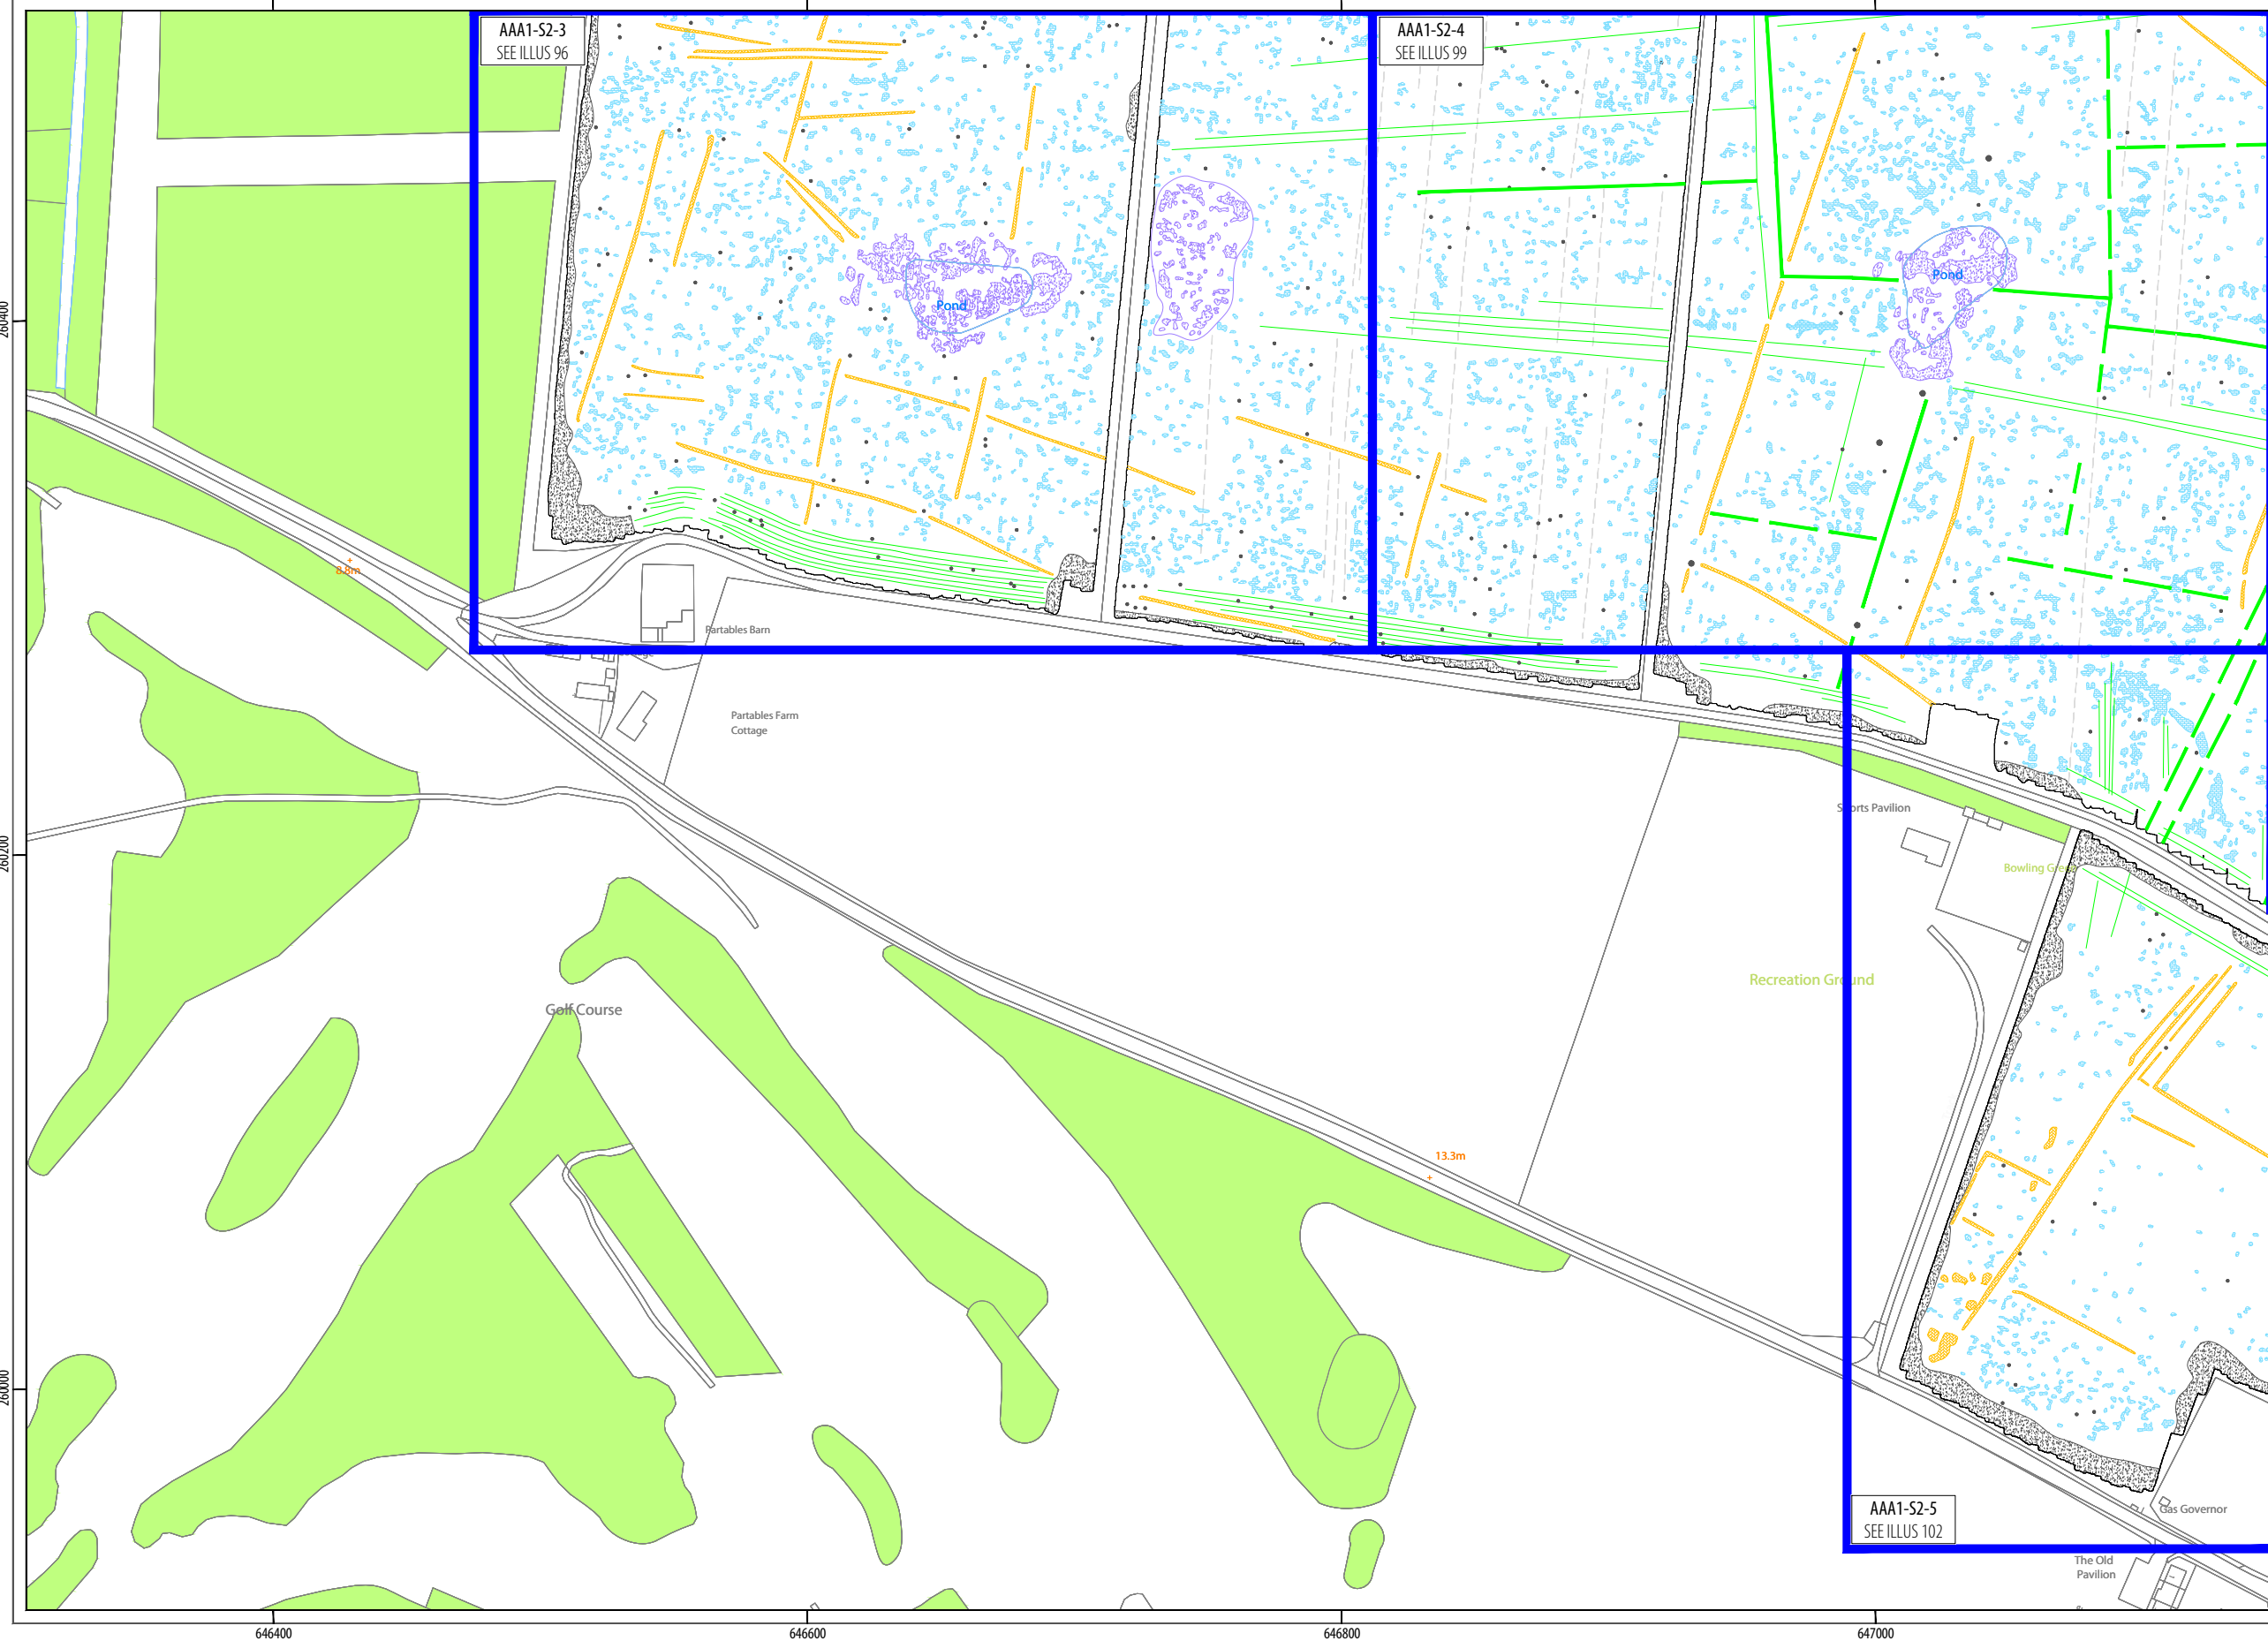 AAA1-S2-3
SEE ILLUS 96
AAA1-S2-4
SEE ILLUS 99
Pond
Pond
260400
8.8m
Partables Barn
Partables Farm
Cottage
Sports Pavilion
260200
Bowling Green
Recreation Ground
Golf Course
13.3m
260000
AAA1-S2-5
SEE ILLUS 102
Gas Governor
The Old
Pavilion
646400
646600
646800
647000